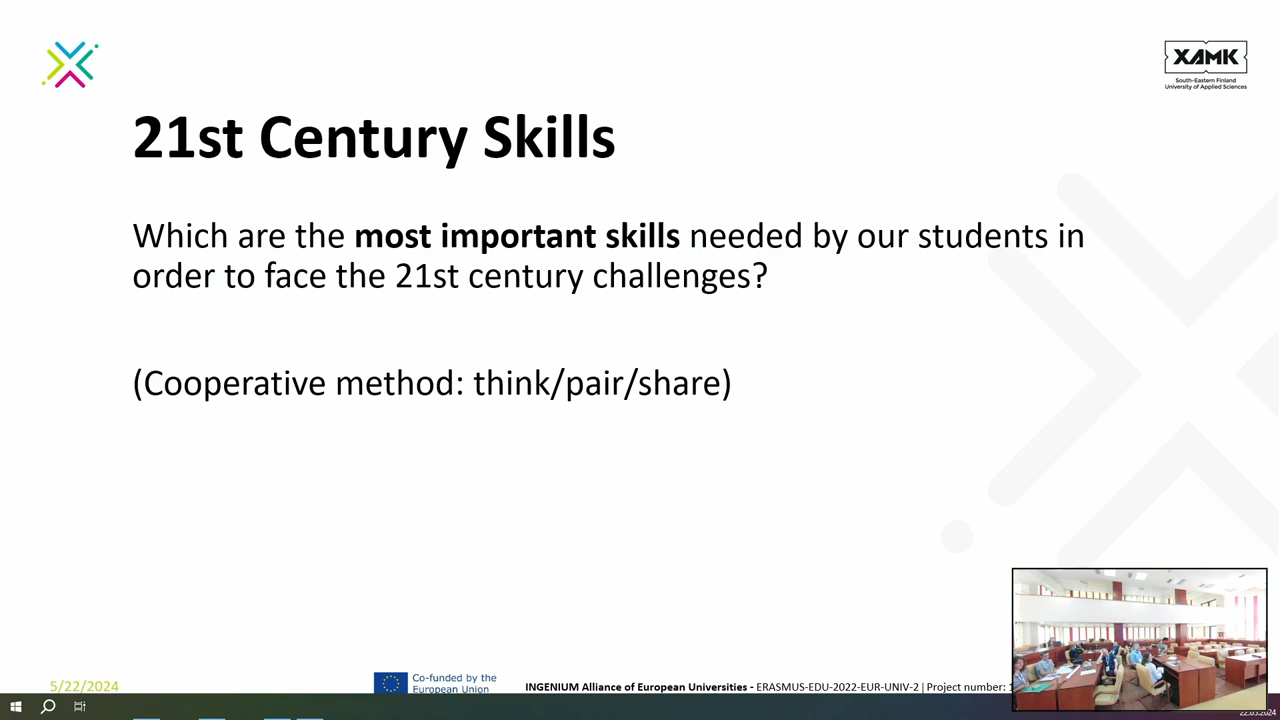 XAMK
South-Eastern Finland
University of Applied Sciences
21st Century Skills
Which are the most important skills needed by our students in
order to face the 21st century challenges?
(Cooperative method: think/pair/share)
5/22/2024
Co-funded by the
European Union
INGENIUM Alliance of European Universities - ERASMUS-EDU-2022-EUR-UNIV-2 | Project number: